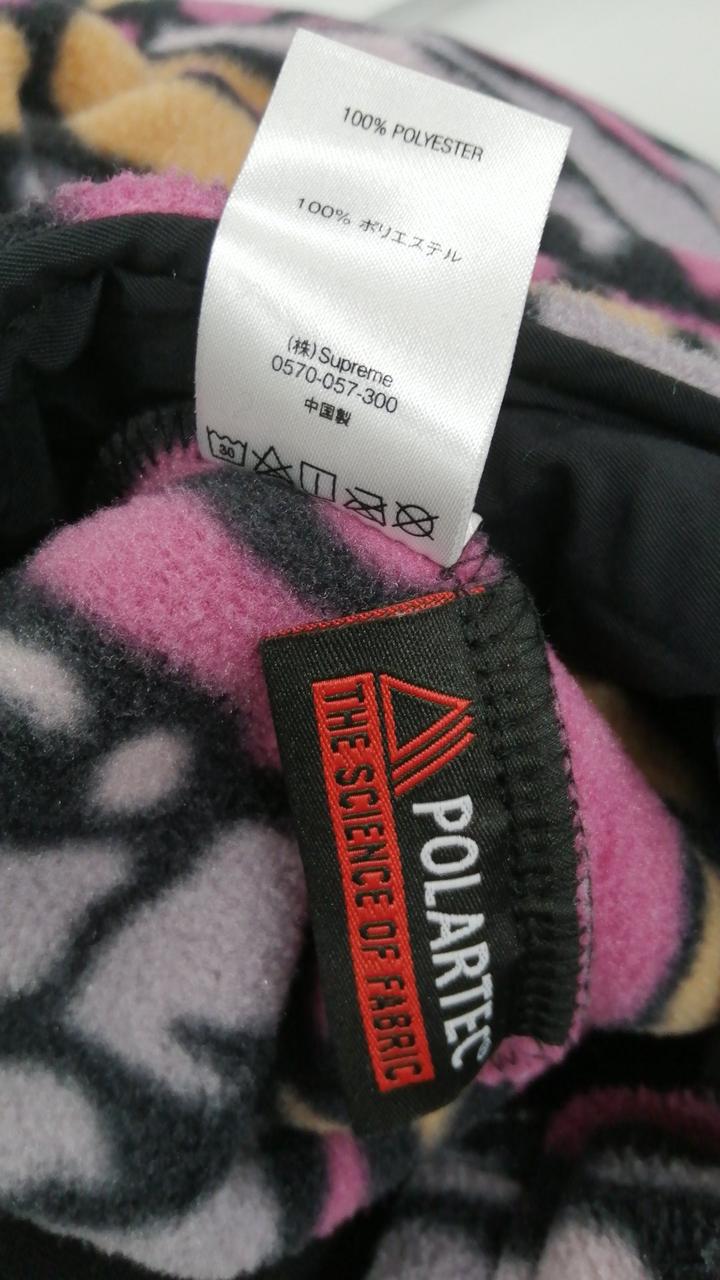 100% POLYESTER
100% ポリエステル
(株)Supreme
0570-057-300
中国製
30
POLARTEC
THE SCIENCE OF FABRIC